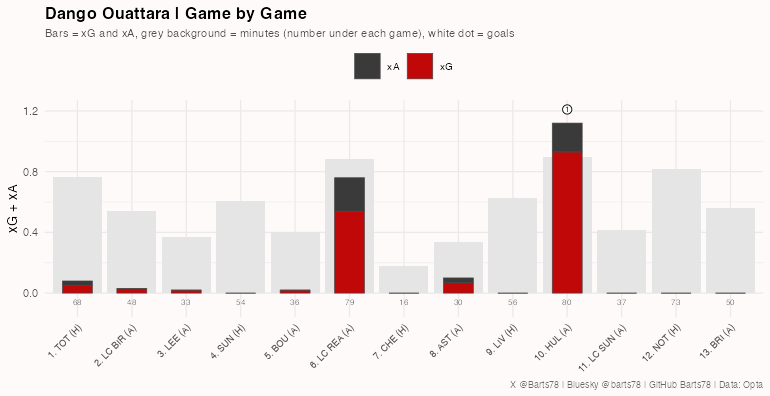 Dango Ouattara | Game by Game
Bars = xG and xA, grey background = minutes (number under each game), white dot = goals
xA xG
xG + xA
1.2
0.8
0.4
0.0
1
68 48 33 54 36 79 16 30 56 80 37 73 50
1. TOT (H)
2. LC BIR (A)
3. LEE (A)
4. SUN (H)
5. BOU (A)
6. LC REA (A)
7. CHE (H)
8. AST (A)
9. LIV (H)
10. HUL (A)
11. LC SUN (A)
12. NOT (H)
13. BRI (A)
X @Barts78 | Bluesky @barts78 | GitHub Barts78 | Data: Opta